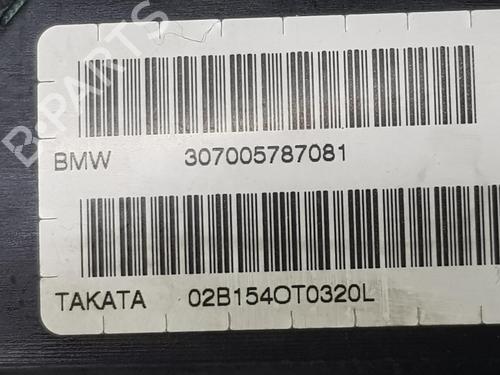 B-PARTS
BMW 307005787081
TAKATA 02B154OT0320L